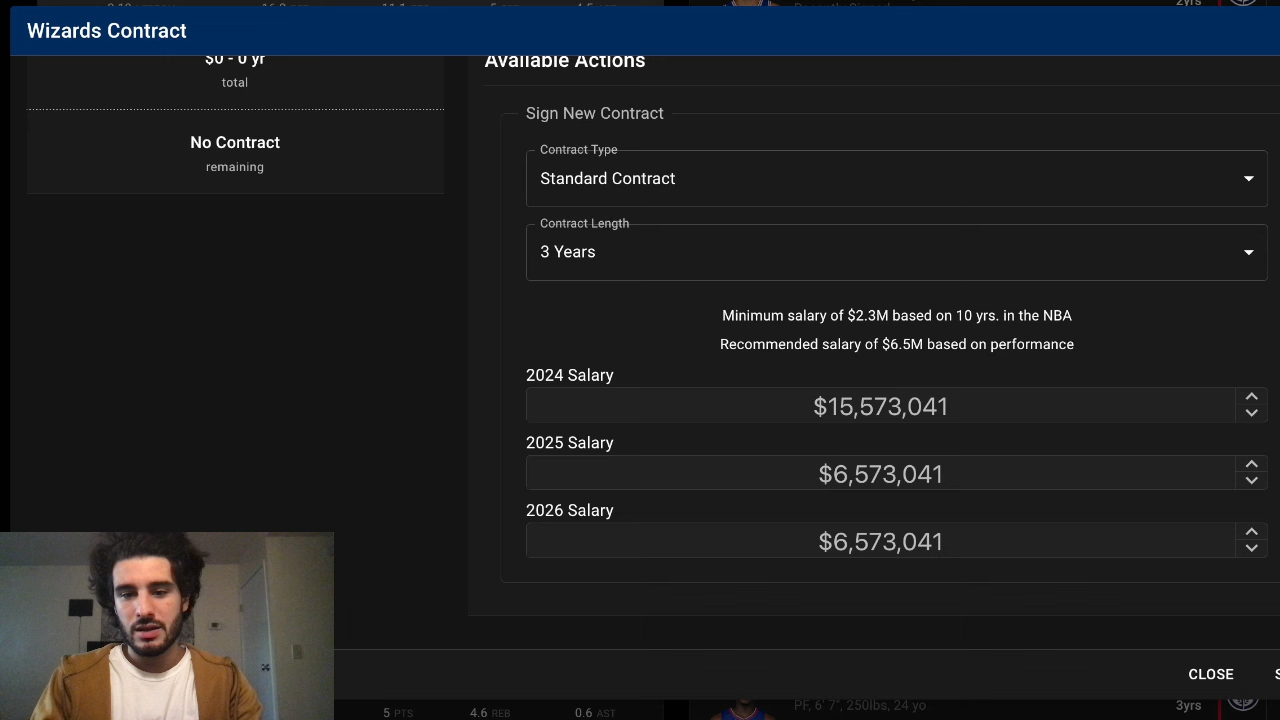 2yrs
Wizards Contract
$0 - 0 yr
total
No Contract
remaining
Available Actions
Sign New Contract
Contract Type
Standard Contract
Contract Length
3 Years
Minimum salary of $2.3M based on 10 yrs. in the NBA
Recommended salary of $6.5M based on performance
2024 Salary
$15,573,041
2025 Salary
$6,573,041
2026 Salary
$6,573,041
CLOSE
5 PTS 4.6 REB 0.6 AST
PF, 6' 7", 250lbs, 24 yo
3yrs